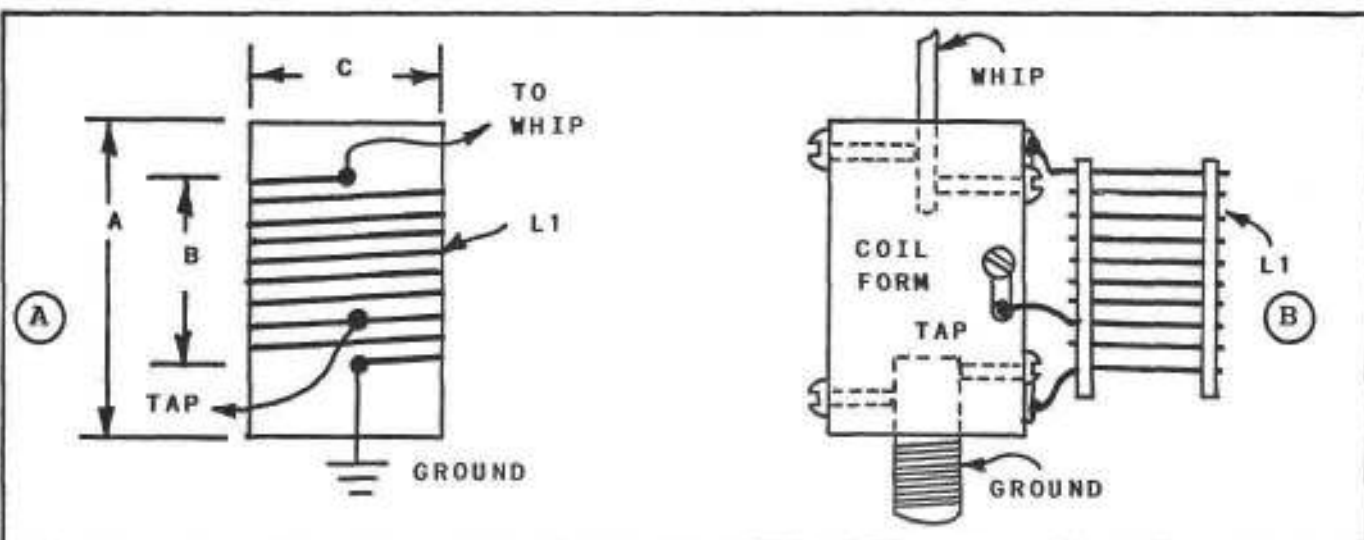 C
TO
WHIP
A
B
L1
TAP
GROUND
A
WHIP
COIL
FORM
TAP
L1
B
GROUND